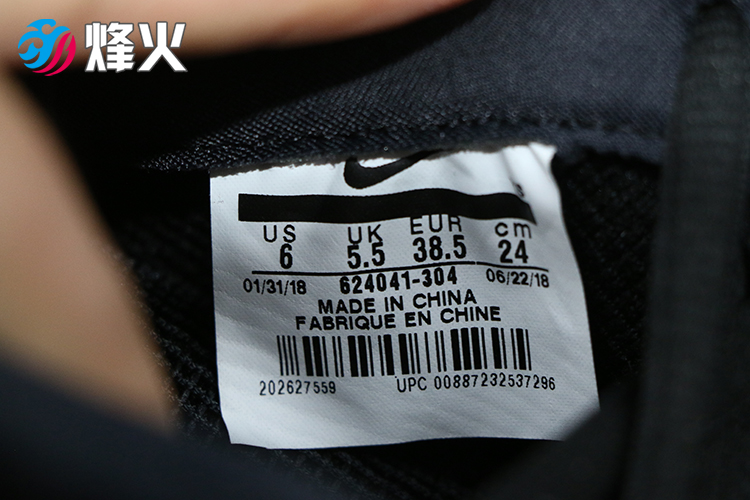 烽火
US UK EUR cm
6 5.5 38.5 24
01/31/18 624041-304 06/22/18
MADE IN CHINA
FABRIQUE EN CHINE
202627559 UPC 00887232537296